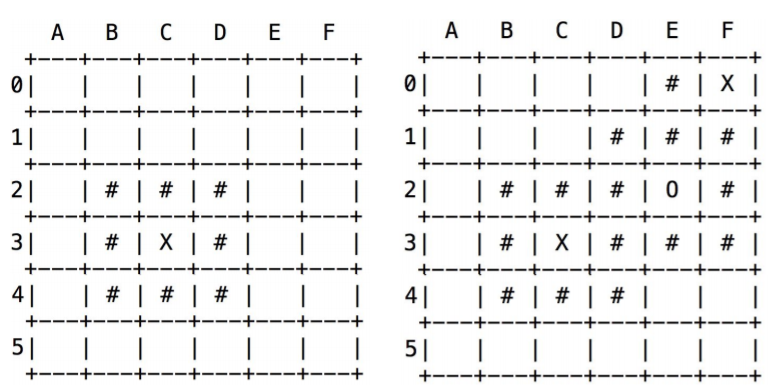 A   B   C   D   E   F
  +---+---+---+---+---+---+
0|   |   |   |   |   |   |
  +---+---+---+---+---+---+
1|   |   |   |   |   |   |
  +---+---+---+---+---+---+
2|   | # | # | # |   |   |
  +---+---+---+---+---+---+
3|   | # | X | # |   |   |
  +---+---+---+---+---+---+
4|   | # | # | # |   |   |
  +---+---+---+---+---+---+
5|   |   |   |   |   |   |
  +---+---+---+---+---+---+
    A   B   C   D   E   F
  +---+---+---+---+---+---+
0|   |   |   |   | # | X |
  +---+---+---+---+---+---+
1|   |   |   | # | # | # |
  +---+---+---+---+---+---+
2|   | # | # | # | O | # |
  +---+---+---+---+---+---+
3|   | # | X | # | # | # |
  +---+---+---+---+---+---+
4|   | # | # | # |   |   |
  +---+---+---+---+---+---+
5|   |   |   |   |   |   |
  +---+---+---+---+---+---+